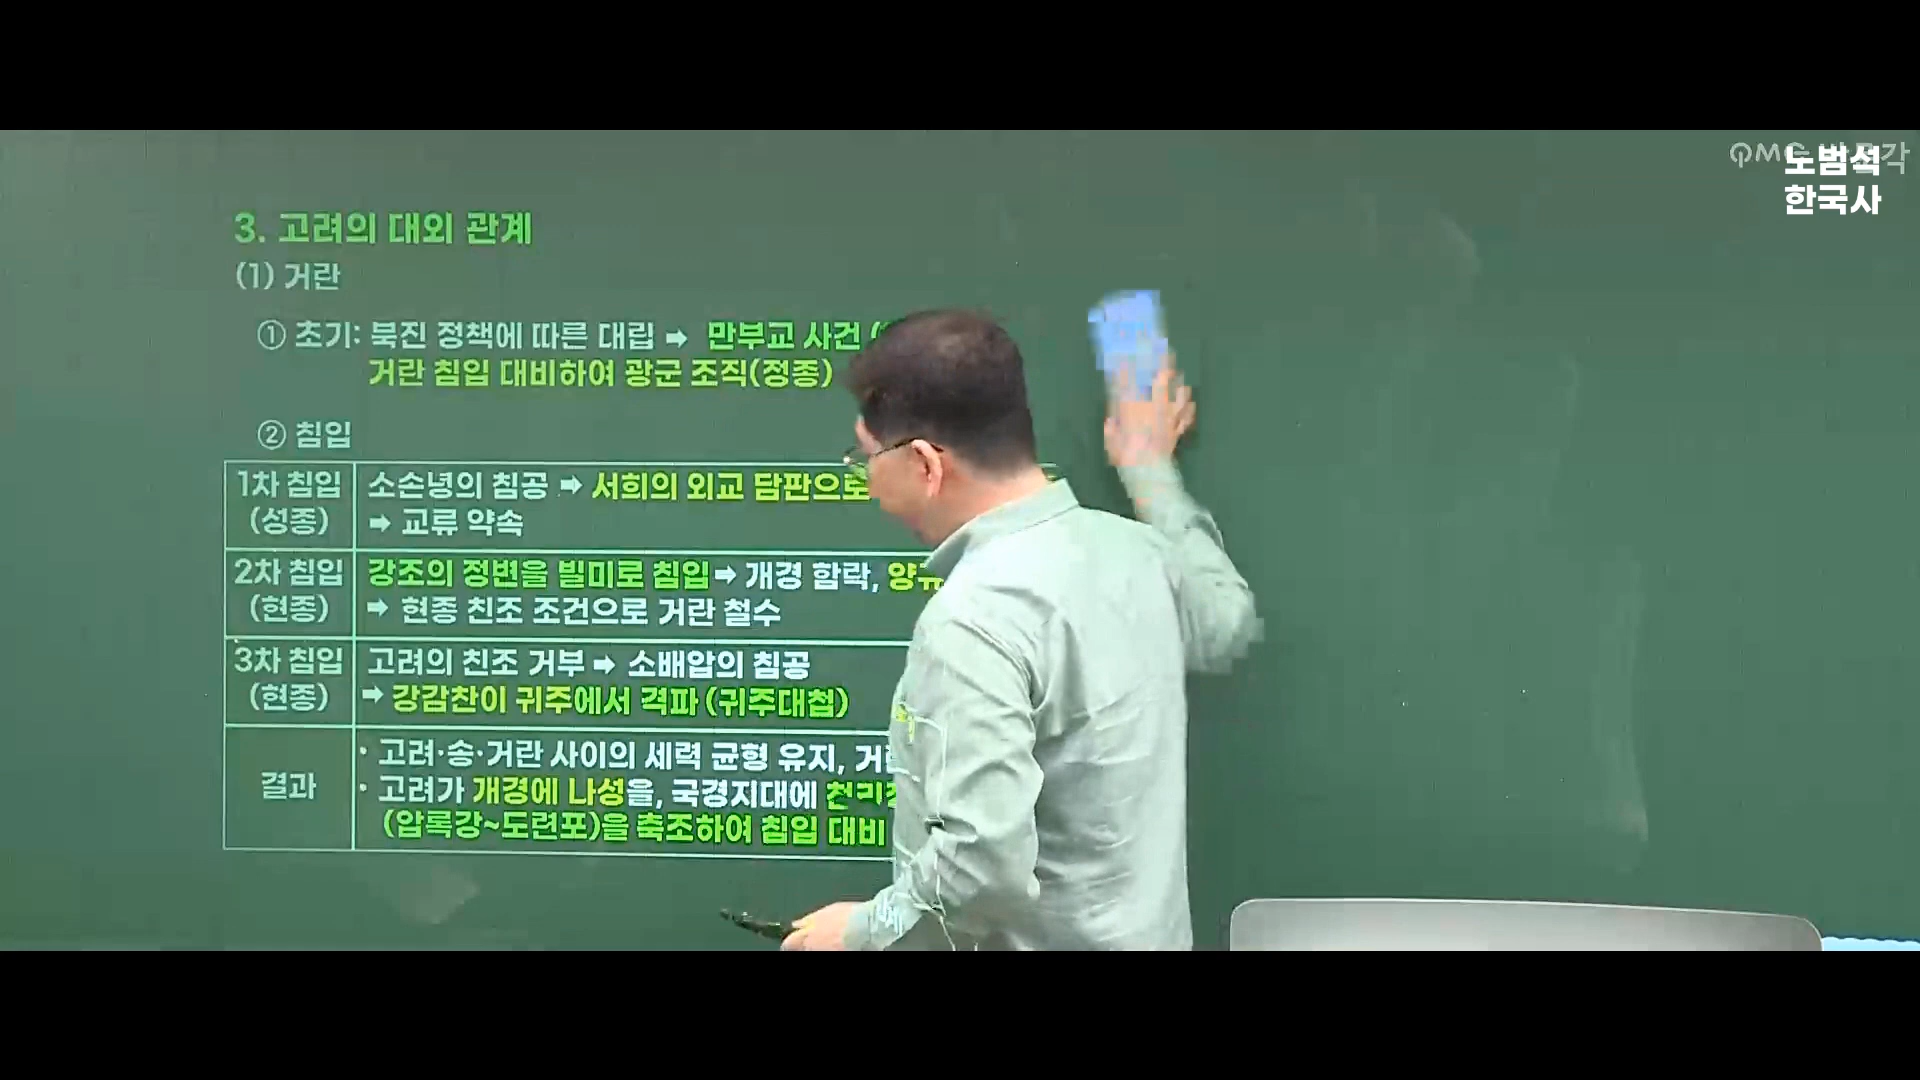 노범석
한국사
3. 고려의 대외 관계
(1) 거란
① 초기: 북진 정책에 따른 대립 ➡ 만부교 사건 (
거란 침입 대비하여 광군 조직(정종)
② 침입
1차 침입 (성종)
소손녕의 침공 ➡ 서희의 외교 담판으로
➡ 교류 약속
2차 침입 (현종)
강조의 정변을 빌미로 침입 ➡ 개경 함락,
➡ 현종 친조 조건으로 거란 철수
3차 침입 (현종)
고려의 친조 거부 ➡ 소배압의 침공
➡ 강감찬이 귀주에서 격파 (귀주대첩)
결과
· 고려·송·거란 사이의 세력 균형 유지,
· 고려가 개경에 나성을, 국경지대에
(압록강~도련포)을 축조하여 침입 대비